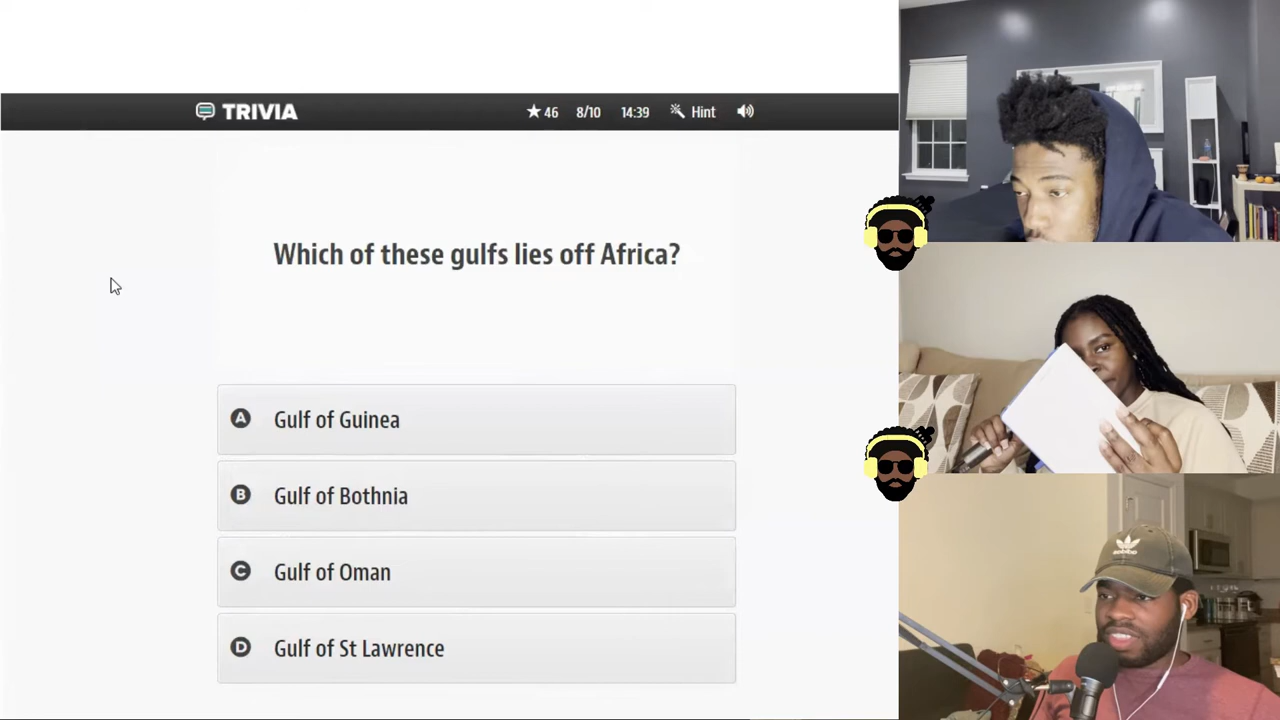 TRIVIA 46 8/10 14:39 Hint
Which of these gulfs lies off Africa?
A Gulf of Guinea
B Gulf of Bothnia
C Gulf of Oman
D Gulf of St Lawrence
adidas